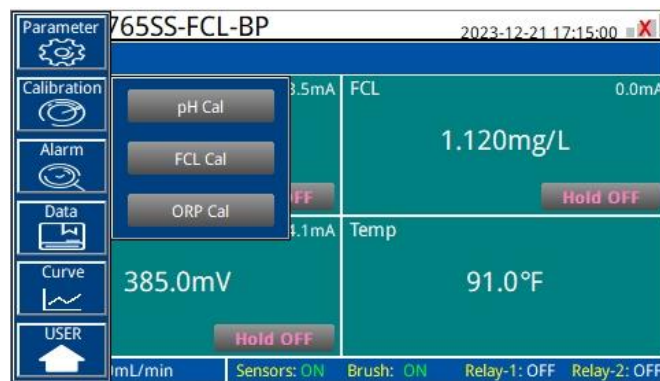 Parameter
765SS-FCL-BP
2023-12-21 17:15:00
X
Calibration
pH Cal
FCL Cal
ORP Cal
3.5mA
FCL
0.0mA
1.120mg/L
Hold OFF
Alarm
Data
Curve
USER
4.1mA
Temp
385.0mV
91.0°F
Hold OFF
mL/min
Sensors: ON
Brush: ON
Relay-1: OFF
Relay-2: OFF